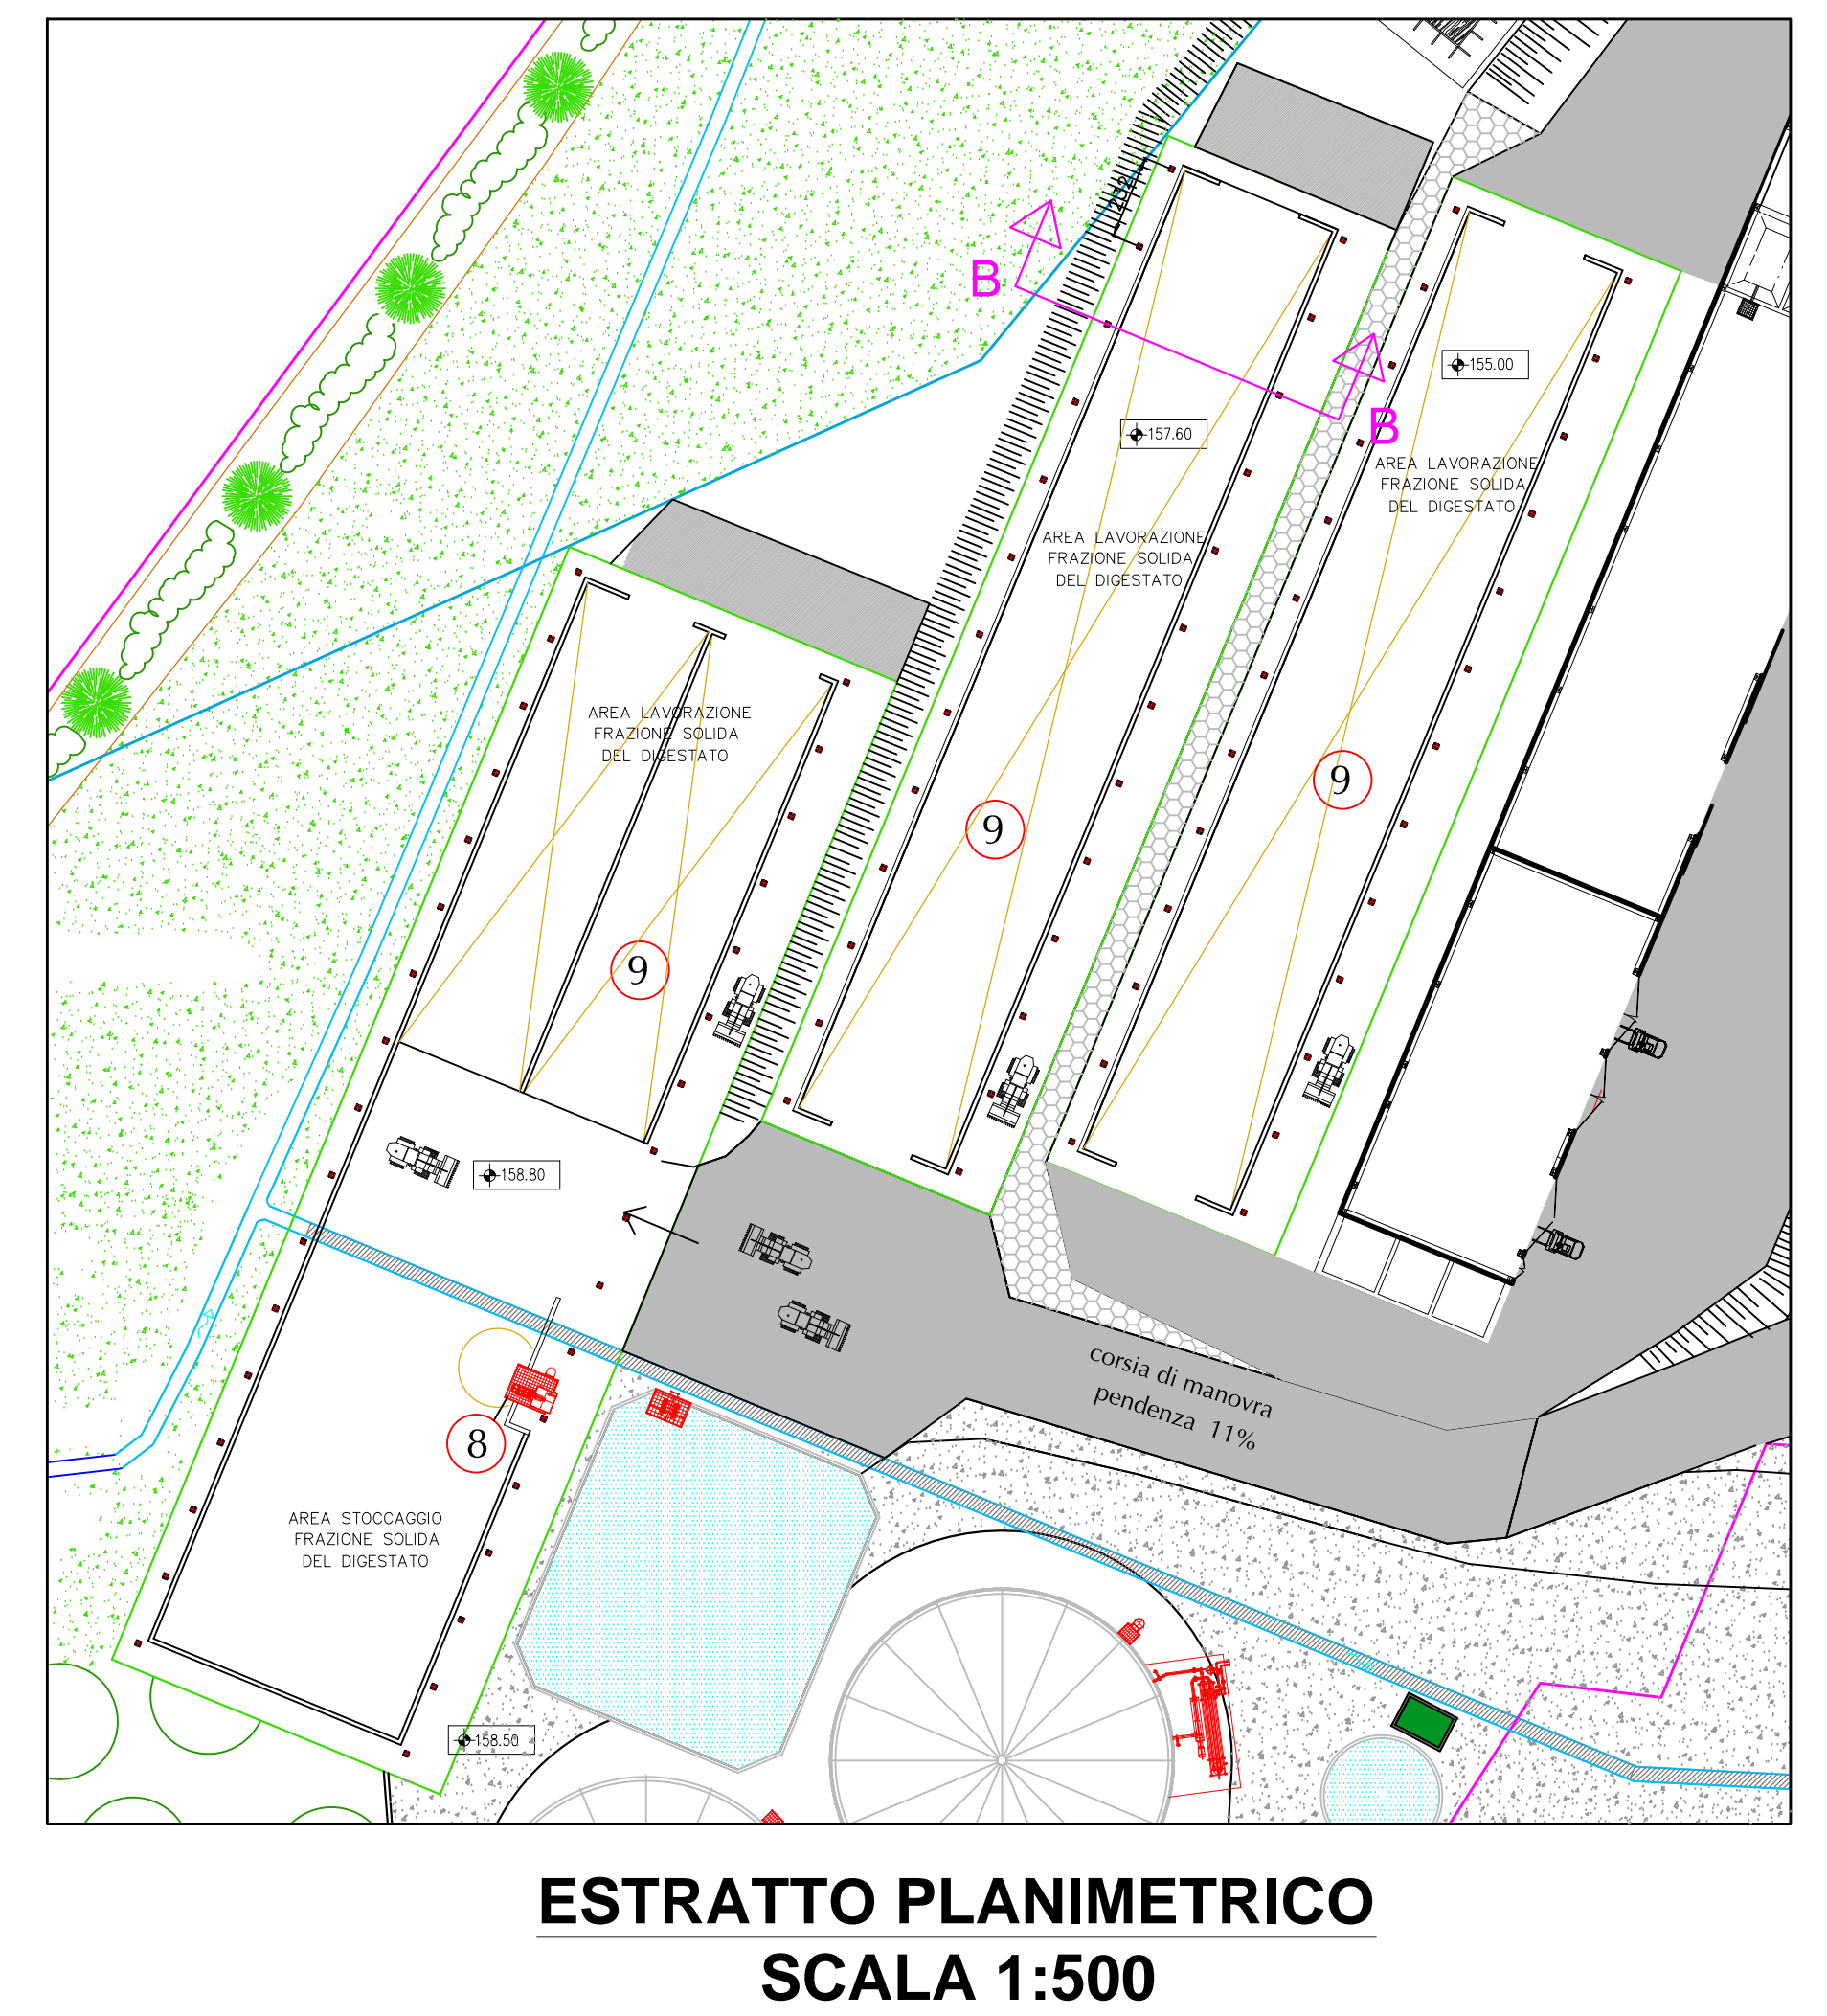 232
B
B
155.00
157.60
AREA LAVORAZIONE
FRAZIONE SOLIDA
DEL DIGESTATO
AREA LAVORAZIONE
FRAZIONE SOLIDA
DEL DIGESTATO
AREA LAVORAZIONE
FRAZIONE SOLIDA
DEL DIGESTATO
9
9
9
158.80
corsia di manovra
pendenza 11%
8
AREA STOCCAGGIO
FRAZIONE SOLIDA
DEL DIGESTATO
158.50
ESTRATTO PLANIMETRICO
SCALA 1:500